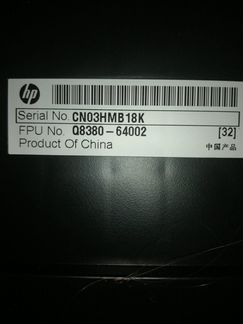 hp
Serial No. CN03HMB18K
FPU No. Q8380-64002 [32]
Product Of China 中国产品